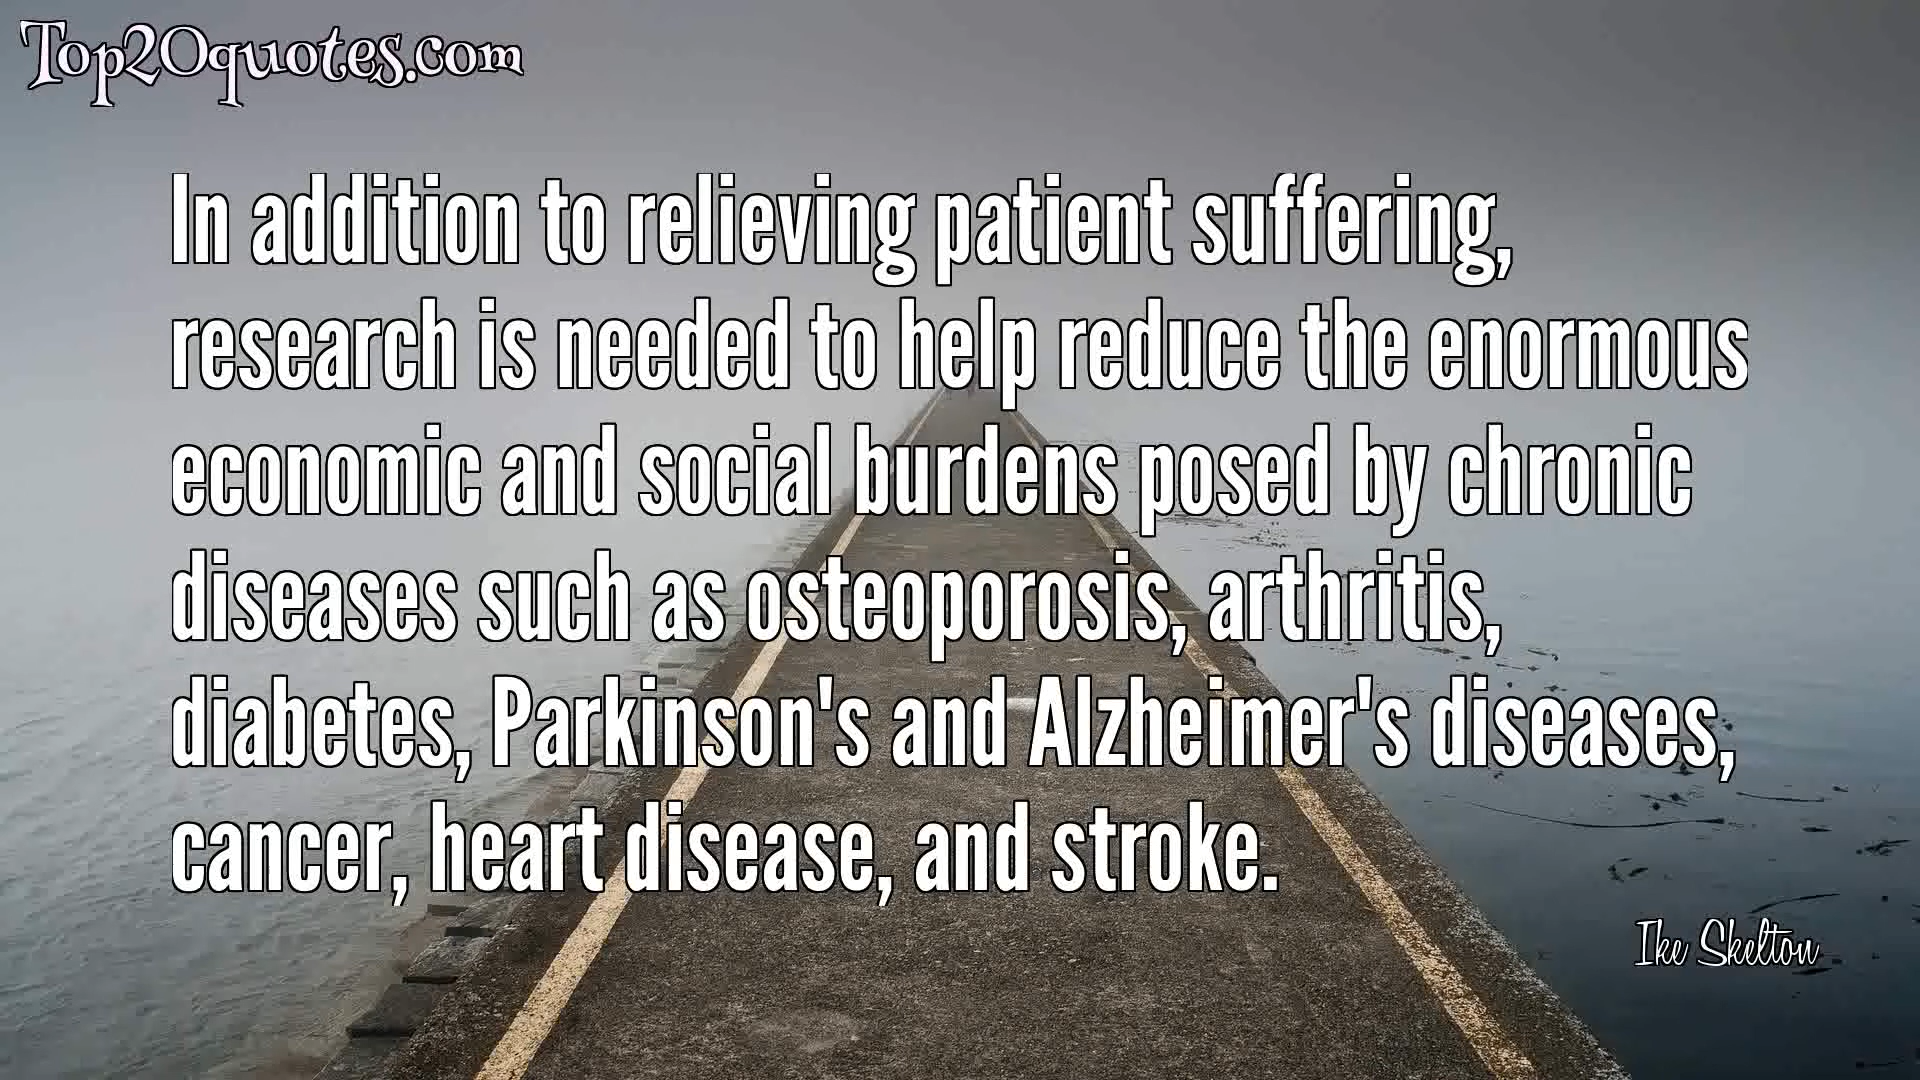 Top20quotes.com
In addition to relieving patient suffering,
research is needed to help reduce the enormous
economic and social burdens posed by chronic
diseases such as osteoporosis, arthritis,
diabetes, Parkinson's and Alzheimer's diseases,
cancer, heart disease, and stroke.
Ike Skelton